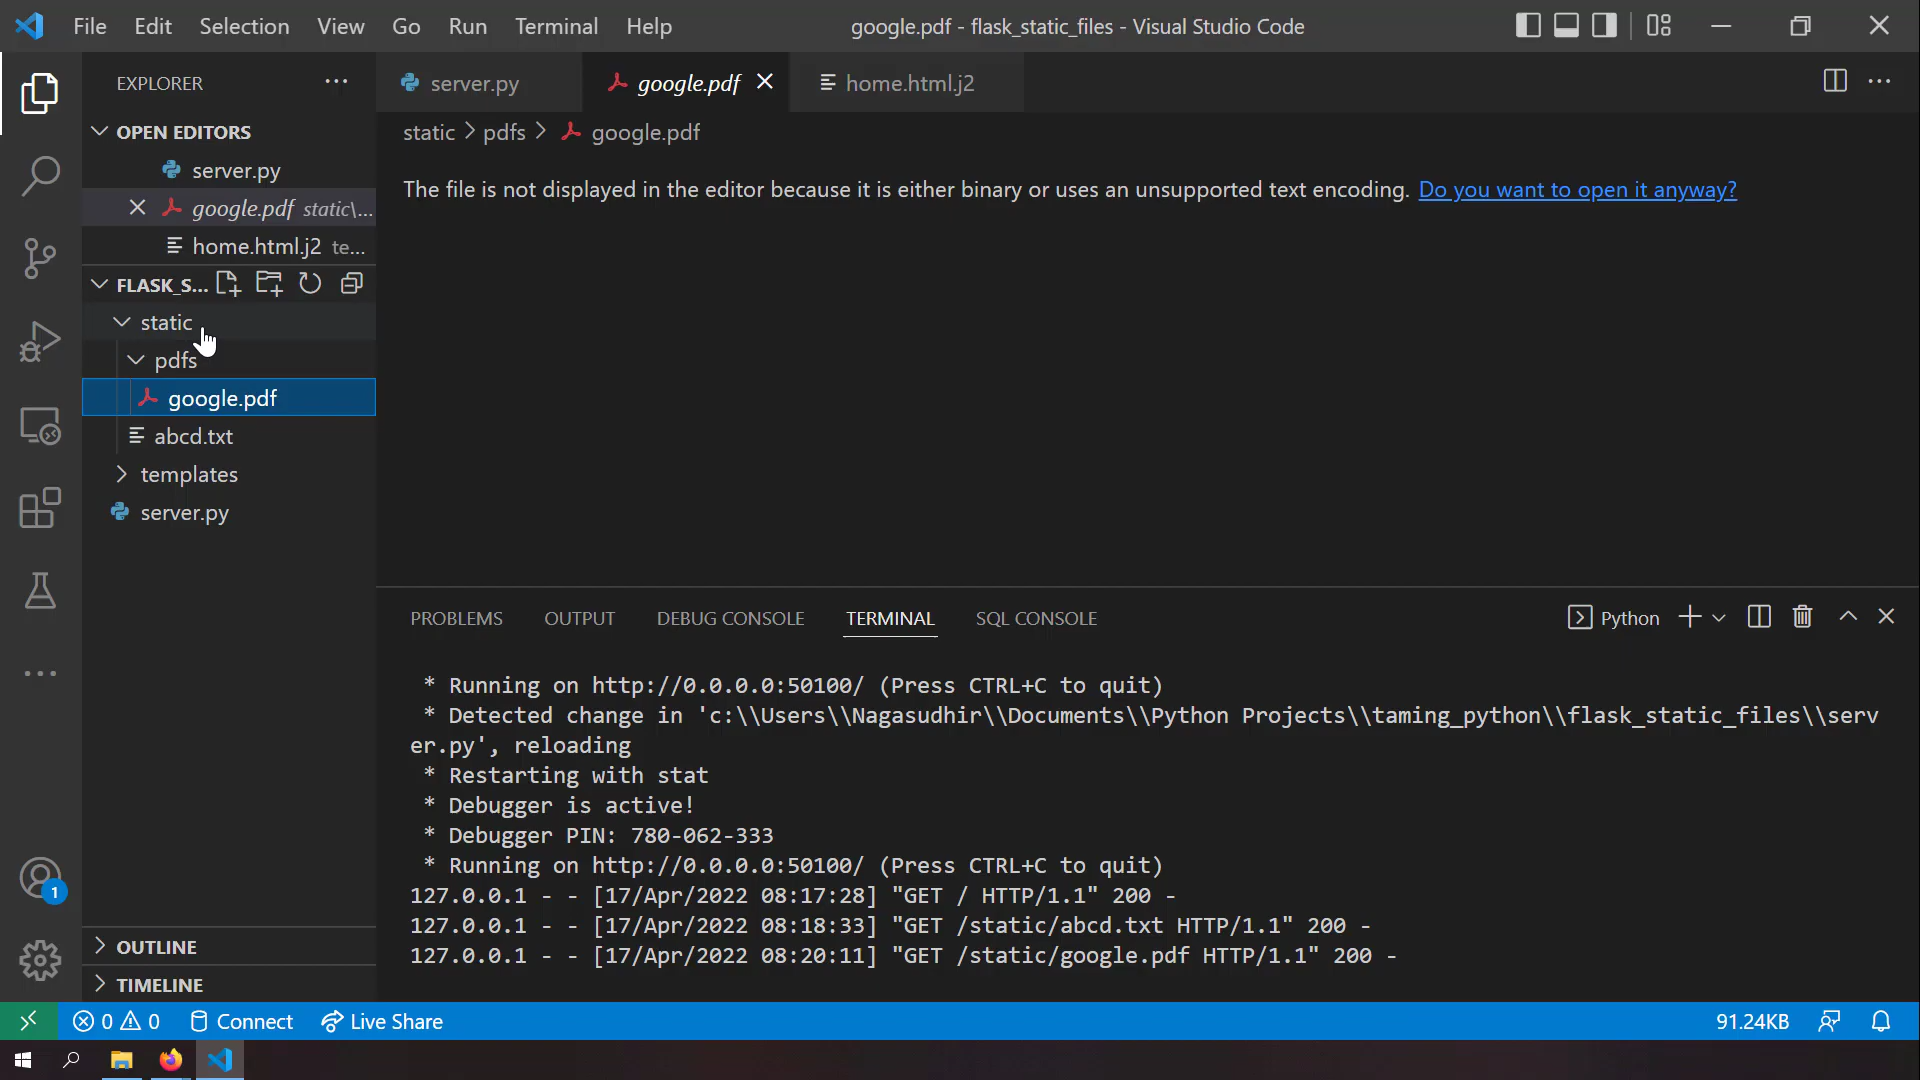 File Edit Selection View Go Run Terminal Help
google.pdf - flask_static_files - Visual Studio Code
EXPLORER
OPEN EDITORS
server.py
google.pdf static\...
home.html.j2 te...
FLASK_S...
static
pdfs
google.pdf
abcd.txt
templates
server.py
OUTLINE
TIMELINE
server.py
google.pdf
home.html.j2
static > pdfs > google.pdf
The file is not displayed in the editor because it is either binary or uses an unsupported text encoding. Do you want to open it anyway?
PROBLEMS OUTPUT DEBUG CONSOLE TERMINAL SQL CONSOLE
Python
* Running on http://0.0.0.0:50100/ (Press CTRL+C to quit)
* Detected change in 'c:\\Users\\Nagasudhir\\Documents\\Python Projects\\taming_python\\flask_static_files\\serv
er.py', reloading
* Restarting with stat
* Debugger is active!
* Debugger PIN: 780-062-333
* Running on http://0.0.0.0:50100/ (Press CTRL+C to quit)
127.0.0.1 - - [17/Apr/2022 08:17:28] "GET / HTTP/1.1" 200 -
127.0.0.1 - - [17/Apr/2022 08:18:33] "GET /static/abcd.txt HTTP/1.1" 200 -
127.0.0.1 - - [17/Apr/2022 08:20:11] "GET /static/google.pdf HTTP/1.1" 200 -
1
0 0 Connect Live Share
91.24KB